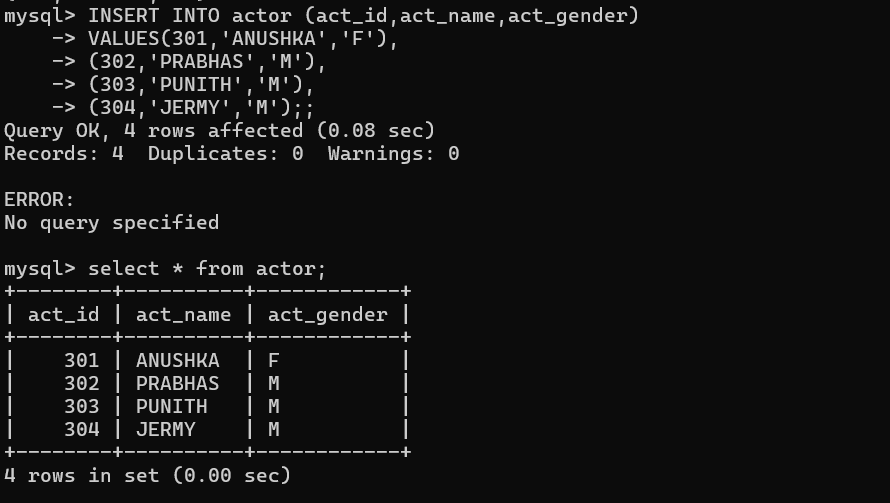 mysql> INSERT INTO actor (act_id,act_name,act_gender)
    -> VALUES(301,'ANUSHKA','F'),
    -> (302,'PRABHAS','M'),
    -> (303,'PUNITH','M'),
    -> (304,'JERMY','M');;
Query OK, 4 rows affected (0.08 sec)
Records: 4  Duplicates: 0  Warnings: 0

ERROR:
No query specified

mysql> select * from actor;
+--------+----------+------------+
| act_id | act_name | act_gender |
+--------+----------+------------+
|    301 | ANUSHKA  | F          |
|    302 | PRABHAS  | M          |
|    303 | PUNITH   | M          |
|    304 | JERMY    | M          |
+--------+----------+------------+
4 rows in set (0.00 sec)